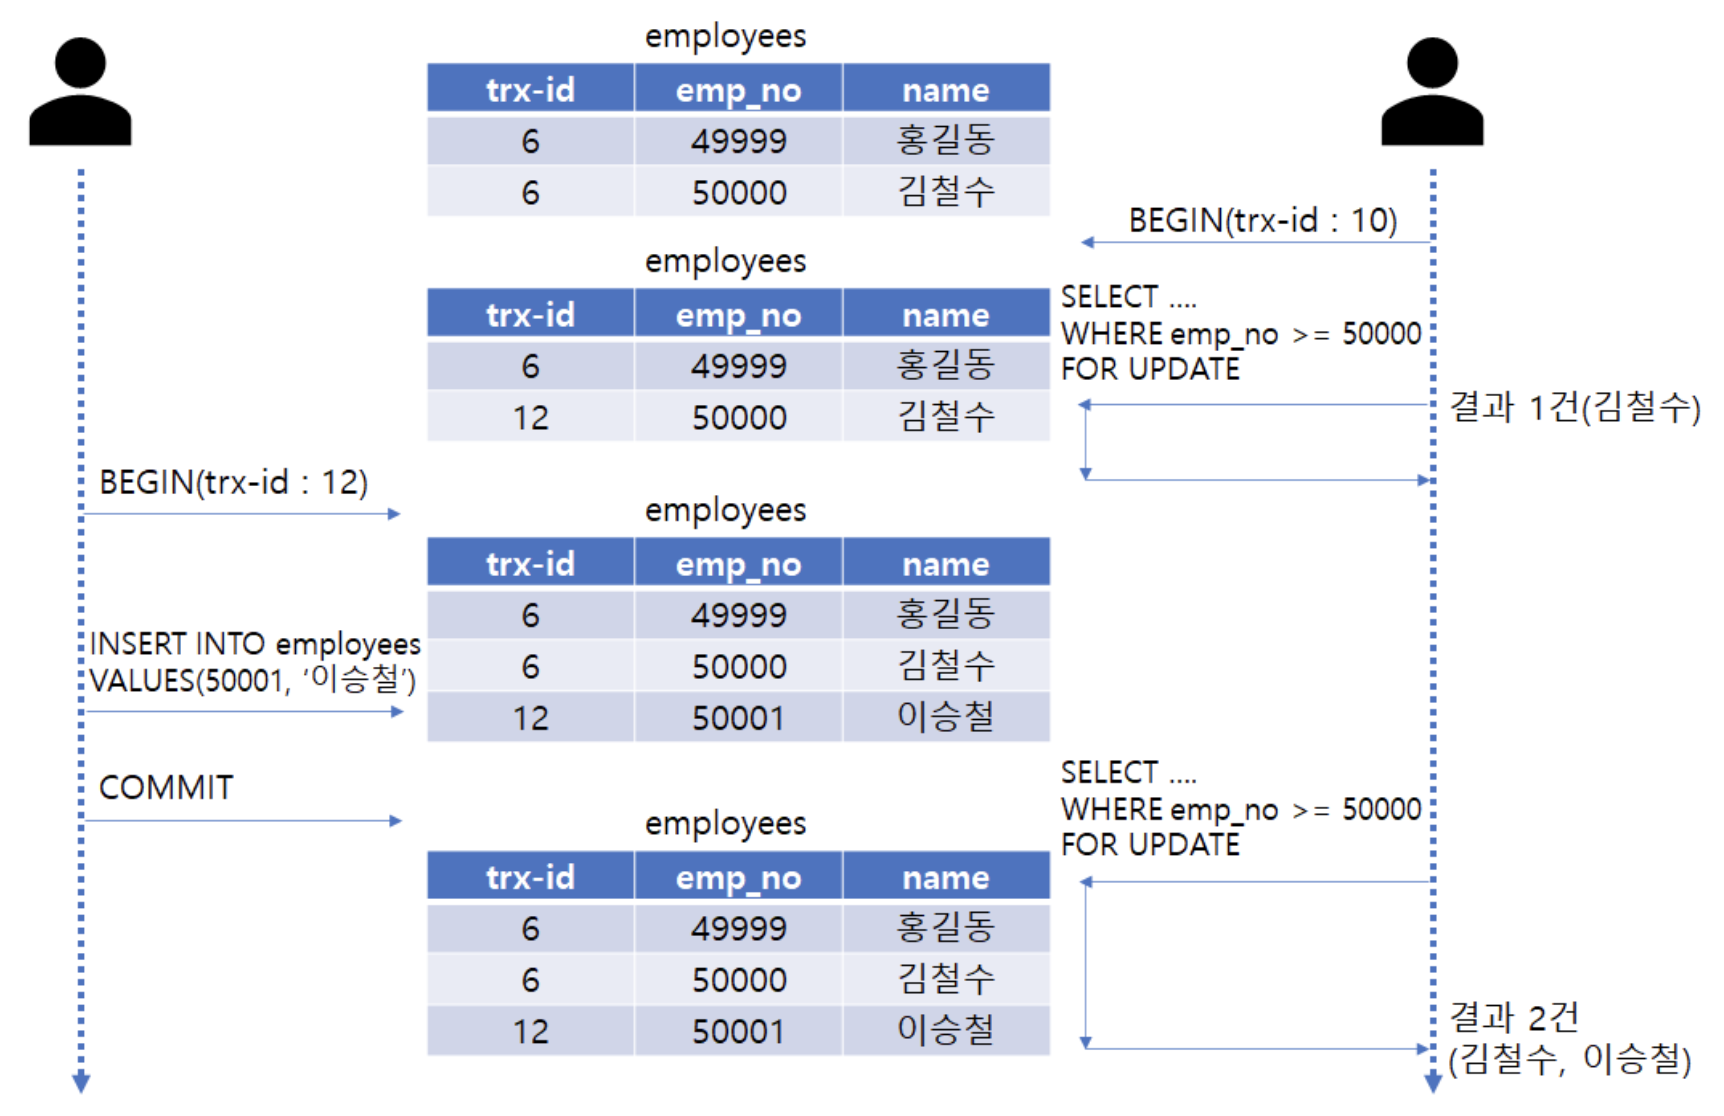 employees
trx-id emp_no name
6 49999 홍길동
6 50000 김철수
BEGIN(trx-id : 10)
employees
trx-id emp_no name
6 49999 홍길동
12 50000 김철수
SELECT ....
WHERE emp_no >= 50000
FOR UPDATE
결과 1건(김철수)
BEGIN(trx-id : 12)
employees
trx-id emp_no name
6 49999 홍길동
6 50000 김철수
12 50001 이승철
INSERT INTO employees
VALUES(50001, ‘이승철’)
COMMIT
SELECT ....
WHERE emp_no >= 50000
FOR UPDATE
employees
trx-id emp_no name
6 49999 홍길동
6 50000 김철수
12 50001 이승철
결과 2건
(김철수, 이승철)